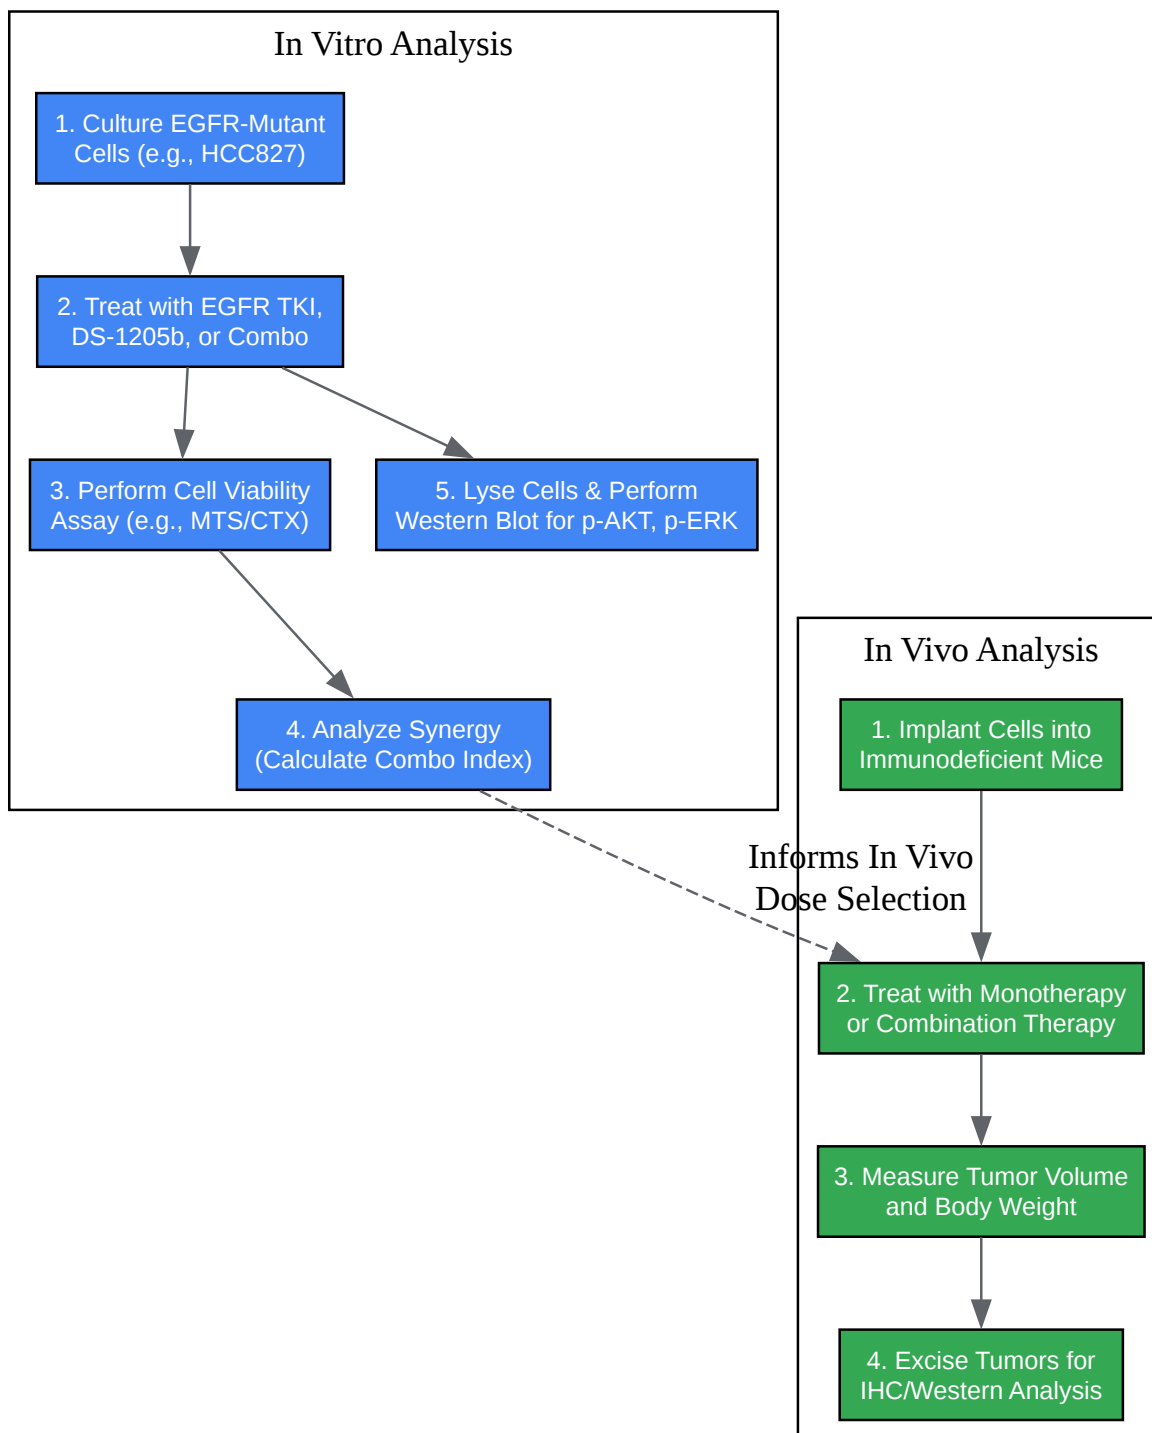 In Vitro Analysis
1. Culture EGFR-Mutant
Cells (e.g., HCC827)
2. Treat with EGFR TKI,
DS-1205b, or Combo
3. Perform Cell Viability
Assay (e.g., MTS/CTX)
5. Lyse Cells & Perform
Western Blot for p-AKT, p-ERK
4. Analyze Synergy
(Calculate Combo Index)
In Vivo Analysis
1. Implant Cells into
Immunodeficient Mice
Informs In Vivo
Dose Selection
2. Treat with Monotherapy
or Combination Therapy
3. Measure Tumor Volume
and Body Weight
4. Excise Tumors for
IHC/Western Analysis